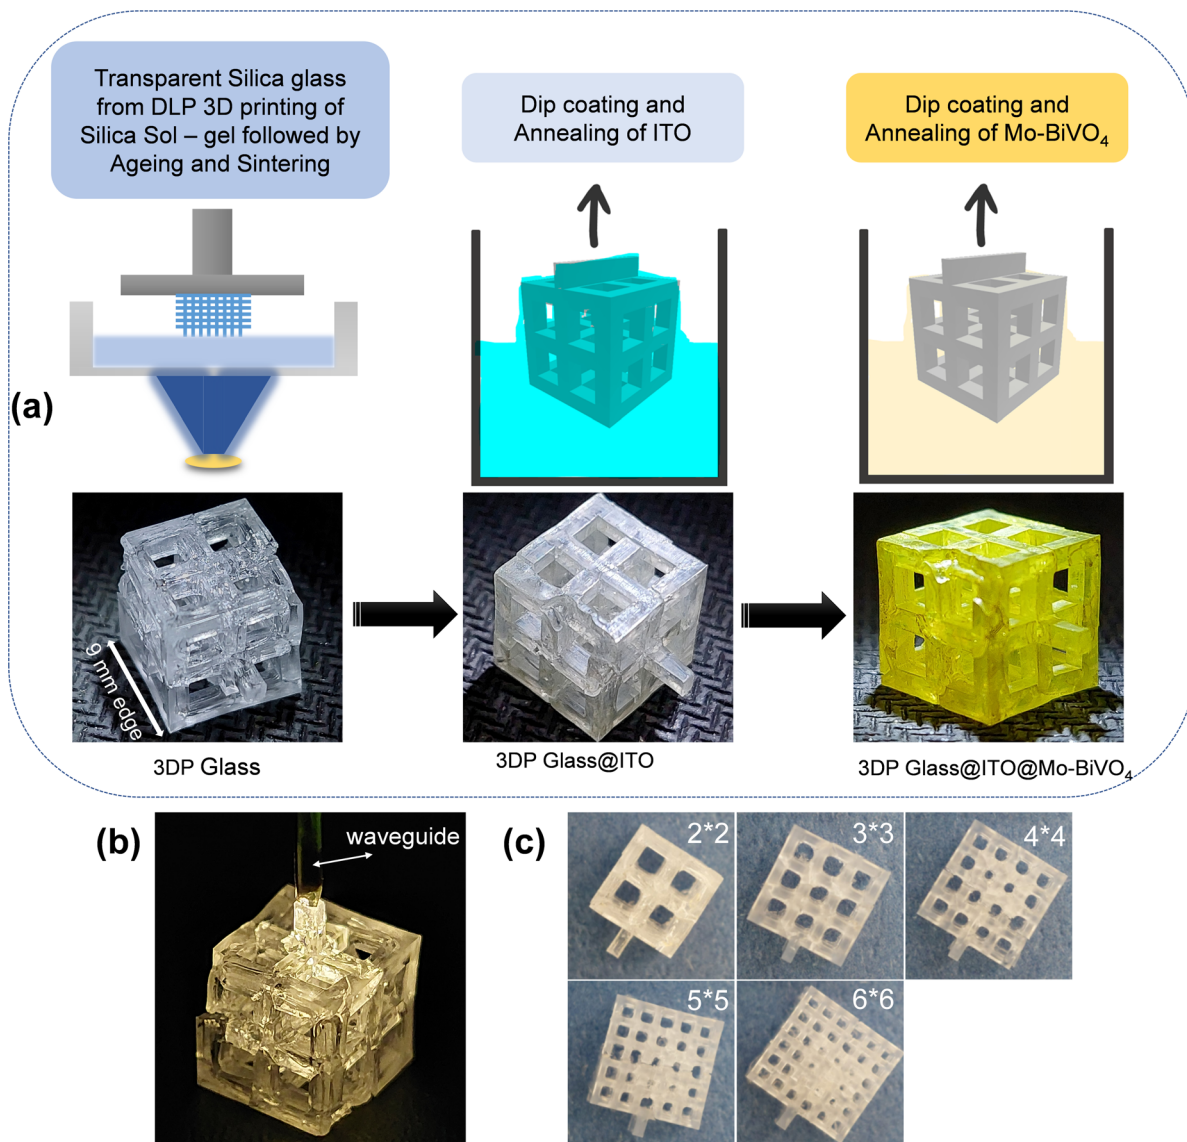 Transparent Silica glass
from DLP 3D printing of
Silica Sol – gel followed by
Ageing and Sintering
Dip coating and
Annealing of ITO
Dip coating and
Annealing of Mo-BiVO₄
(a)
9 mm edge
3DP Glass
3DP Glass@ITO
3DP Glass@ITO@Mo-BiVO₄
(b)
waveguide
(c)
2*2
3*3
4*4
5*5
6*6